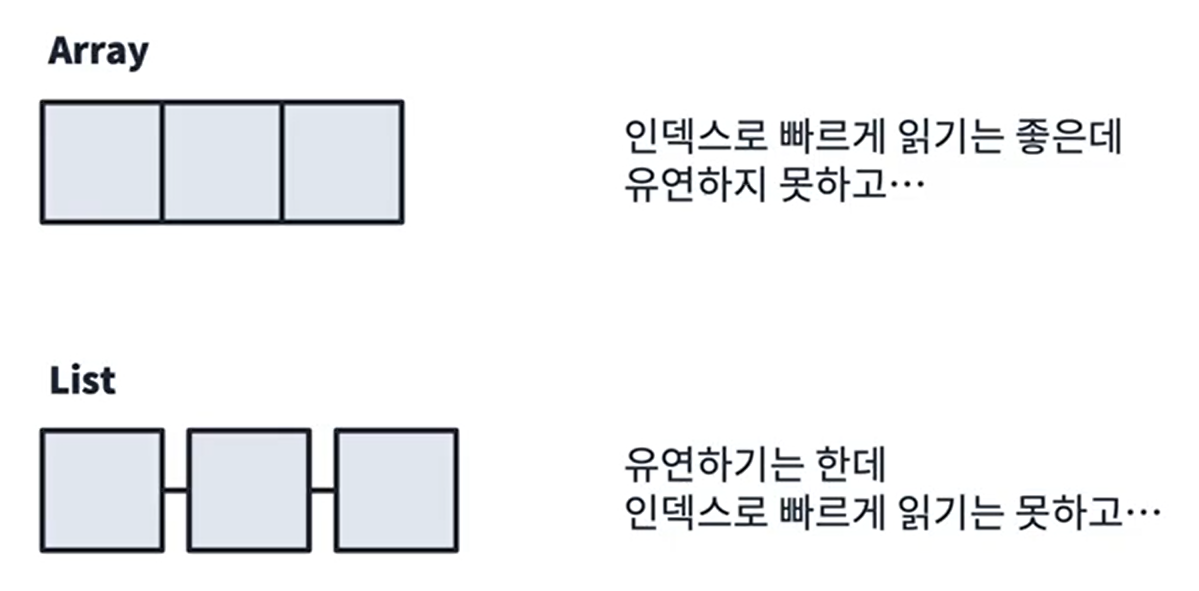 Array
인덱스로 빠르게 읽기는 좋은데
유연하지 못하고…
List
유연하기는 한데
인덱스로 빠르게 읽기는 못하고…